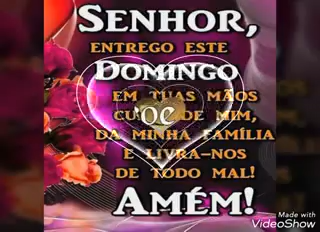 SENHOR,
ENTREGO ESTE
DOMINGO
EM TUAS MÃOS
DE MIM,
DA MINHA FAMÍLIA
E LIVRA-NOS
DE TODO MAL!
AMÉM!
Made with
VideoShow